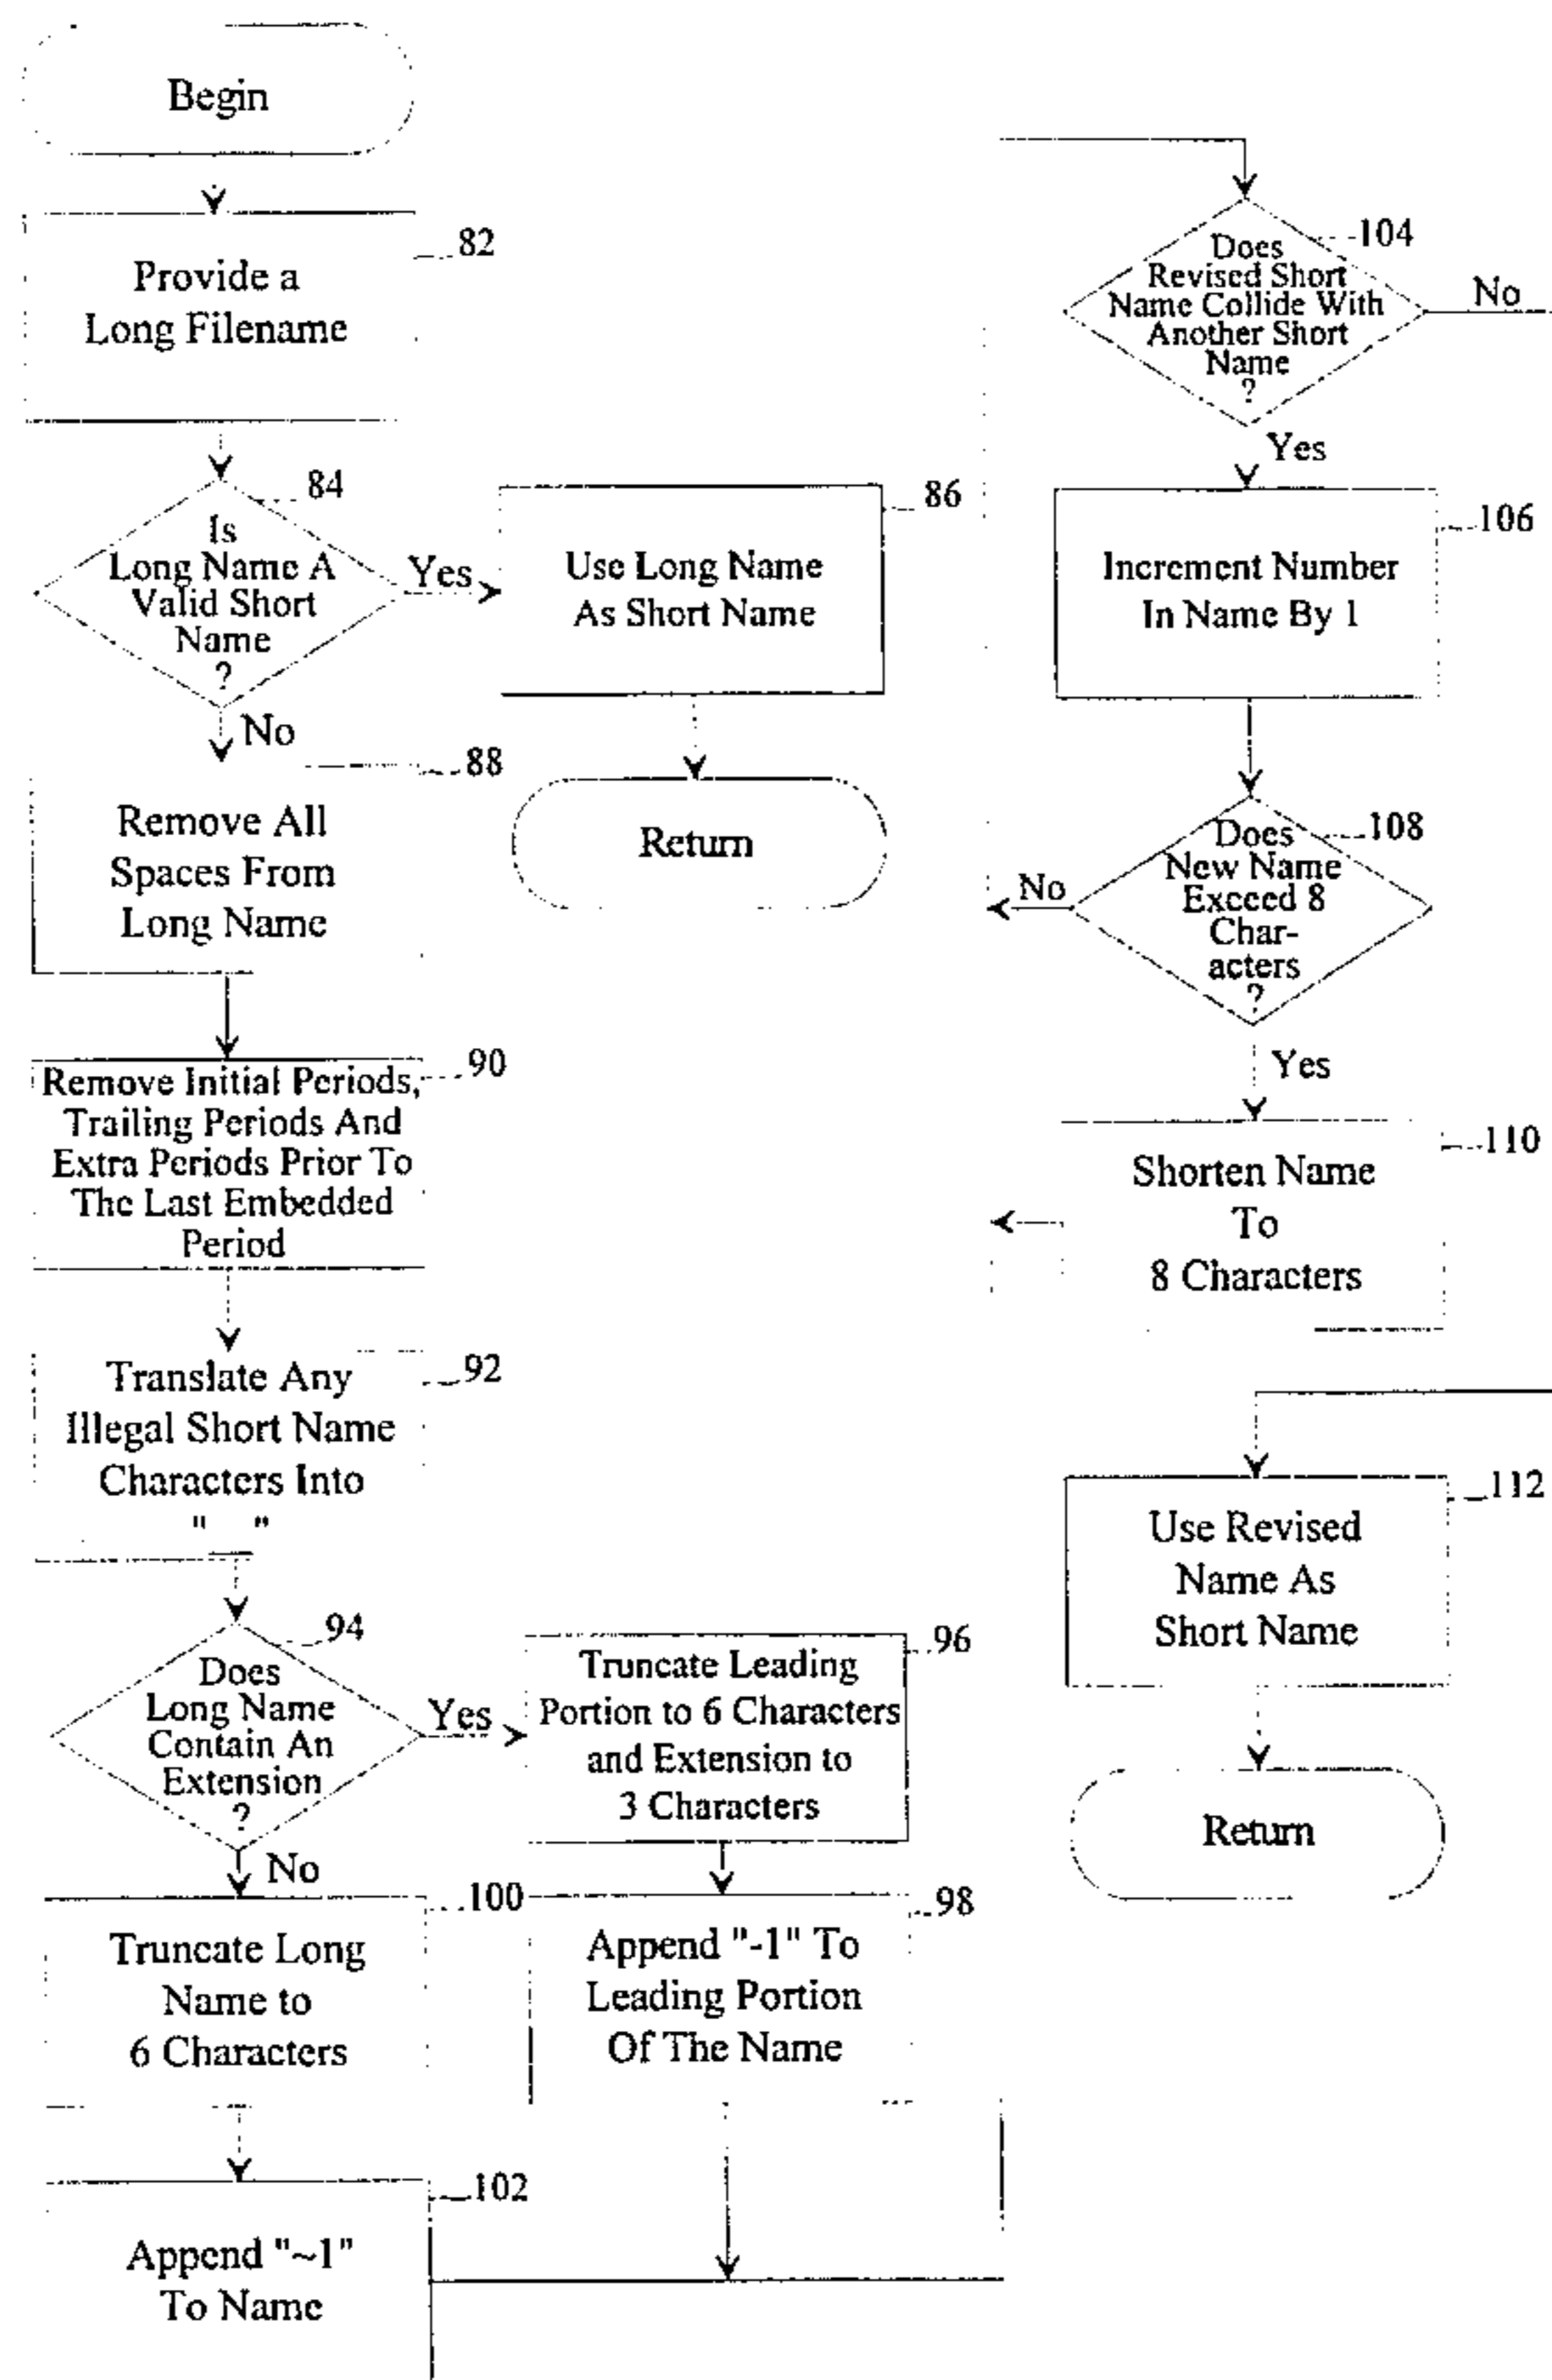 Begin
82
Provide a
Long Filename
84
Is
Long Name A
Valid Short
Name
?
Yes
No
86
Use Long Name
As Short Name
Return
88
Remove All
Spaces From
Long Name
90
Remove Initial Periods,
Trailing Periods And
Extra Periods Prior To
The Last Embedded
Period
92
Translate Any
Illegal Short Name
Characters Into
"_"
94
Does
Long Name
Contain An
Extension
?
Yes
No
96
Truncate Leading
Portion to 6 Characters
and Extension to
3 Characters
98
Append "-1" To
Leading Portion
Of The Name
100
Truncate Long
Name to
6 Characters
102
Append "~1"
To Name
104
Does
Revised Short
Name Collide With
Another Short
Name
?
No
Yes
106
Increment Number
In Name By 1
108
Does
New Name
Exceed 8
Char-
acters
?
No
Yes
110
Shorten Name
To
8 Characters
112
Use Revised
Name As
Short Name
Return